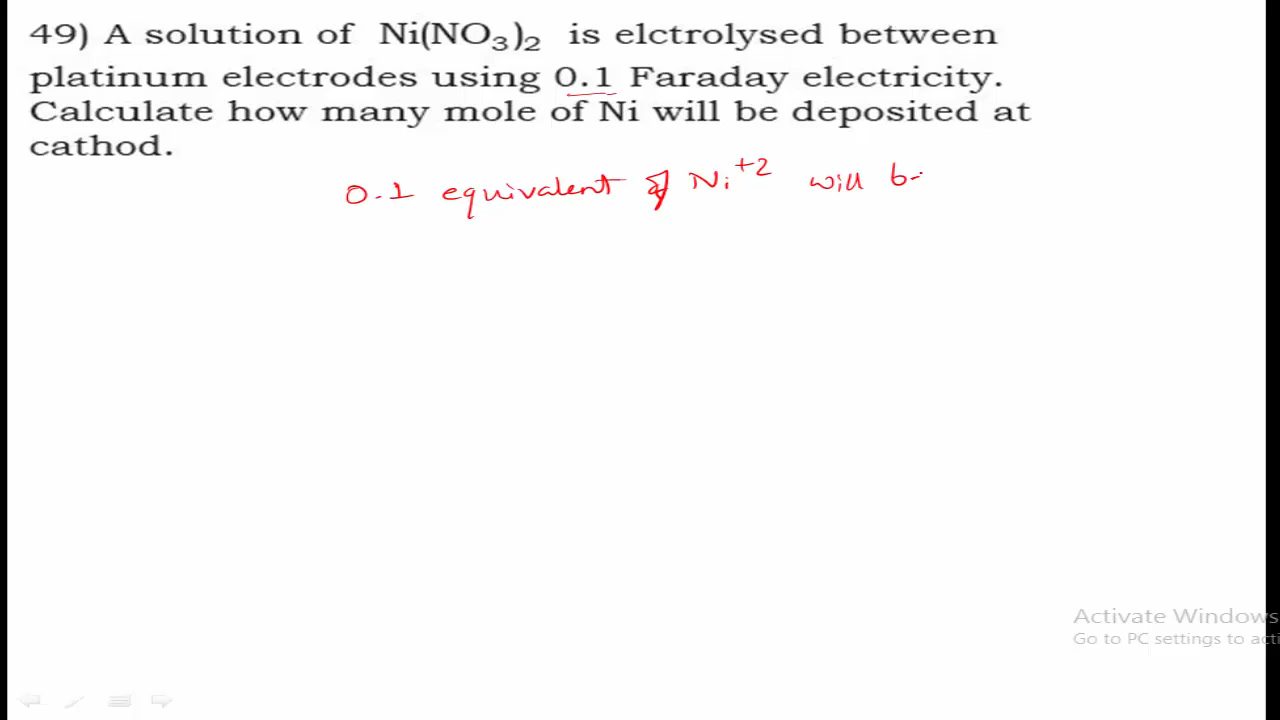 49) A solution of Ni(NO₃)₂ is elctrolysed between
platinum electrodes using 0.1 Faraday electricity.
Calculate how many mole of Ni will be deposited at
cathod.
0.1 equivalent of Ni⁺² will b
Activate Windows
Go to PC settings to acti